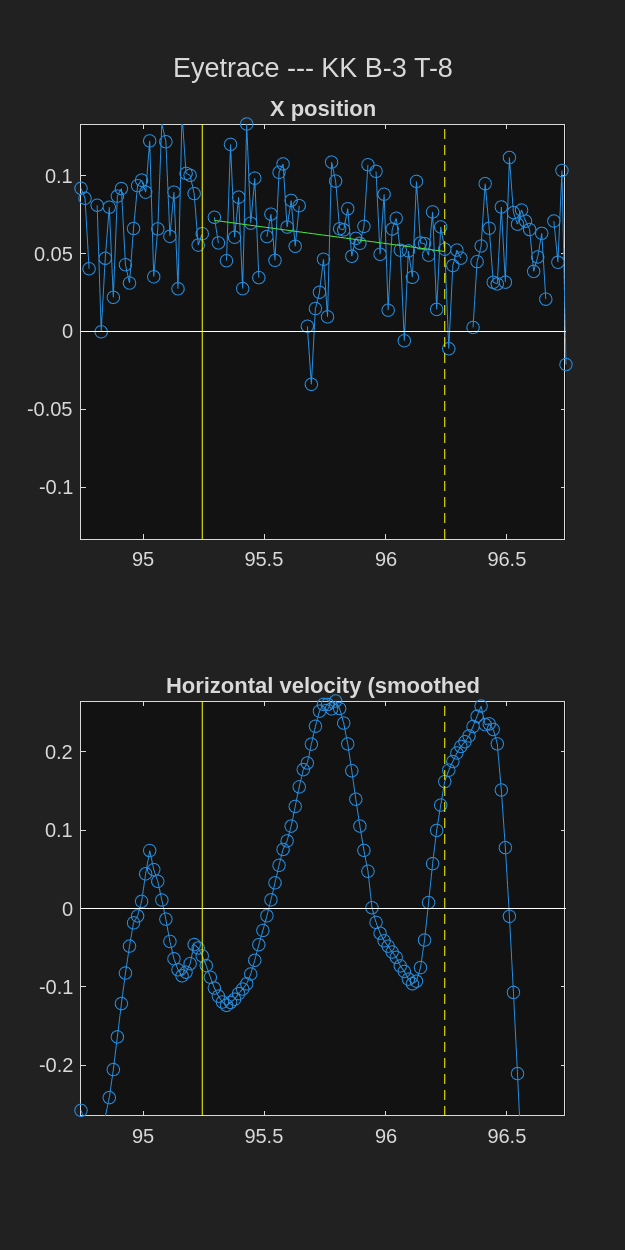 Eyetrace --- KK B-3 T-8
X position
0.1
0.05
0
-0.05
-0.1
95 95.5 96 96.5
Horizontal velocity (smoothed
0.2
0.1
0
-0.1
-0.2
95 95.5 96 96.5